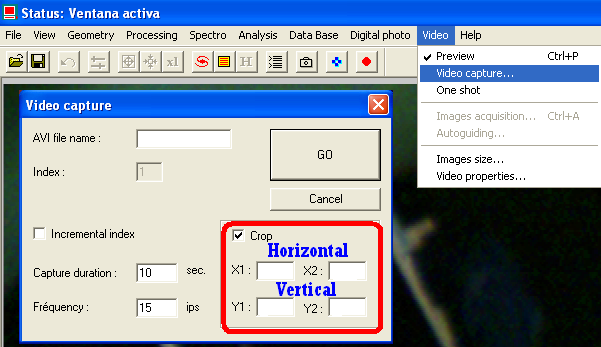 Status: Ventana activa
File View Geometry Processing Spectro Analysis Data Base Digital photo Video Help
x1 H
Preview Ctrl+P
Video capture...
One shot
Images acquisition... Ctrl+A
Autoguiding...
Images size...
Video properties...
Video capture
AVI file name :
GO
Index : 1
Cancel
Incremental index
Crop
Horizontal
Capture duration : 10 sec. X1 : X2 :
Vertical
Fréquency : 15 ips Y1 : Y2 :